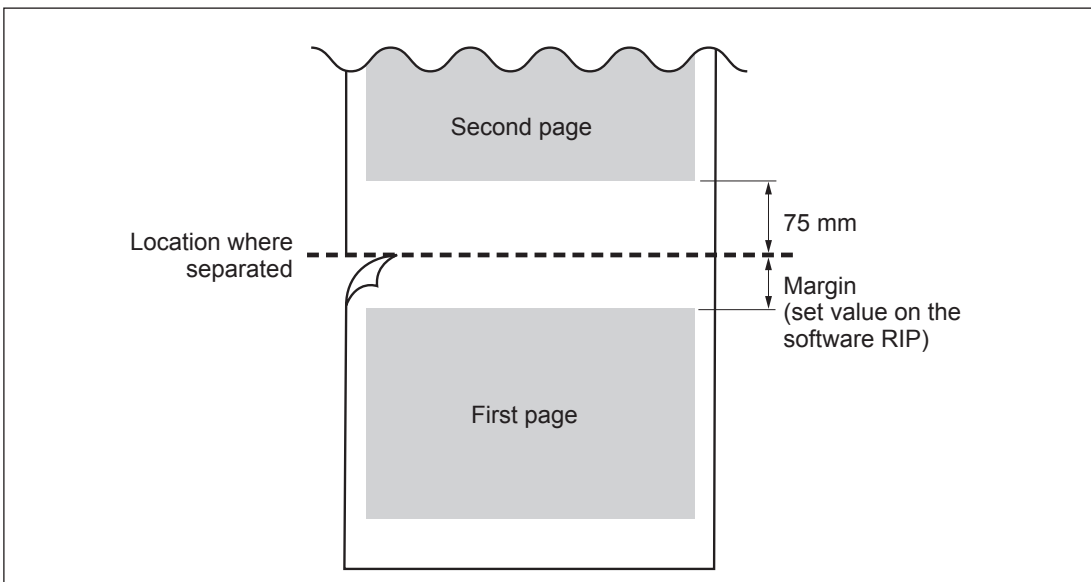 Second page
75 mm
Location where
separated
Margin
(set value on the
software RIP)
First page